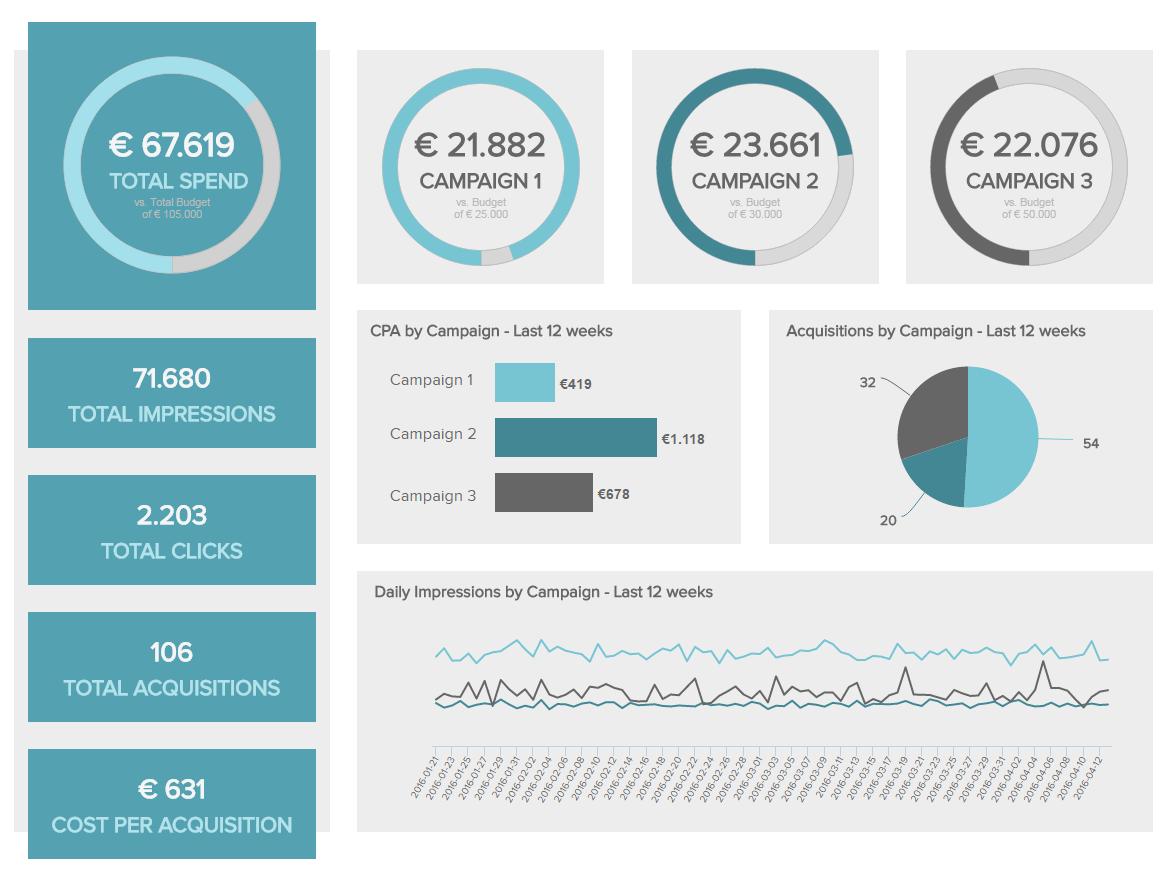 € 67.619
TOTAL SPEND
vs. Total Budget
of € 105.000
71.680
TOTAL IMPRESSIONS
2.203
TOTAL CLICKS
106
TOTAL ACQUISITIONS
€ 631
COST PER ACQUISITION
€ 21.882
CAMPAIGN 1
vs. Budget
of € 25.000
€ 23.661
CAMPAIGN 2
vs. Budget
of € 30.000
€ 22.076
CAMPAIGN 3
vs. Budget
of € 50.000
CPA by Campaign - Last 12 weeks
Campaign 1
€419
Campaign 2
€1.118
Campaign 3
€678
Acquisitions by Campaign - Last 12 weeks
32
54
20
Daily Impressions by Campaign - Last 12 weeks
2016-01-21
2016-01-23
2016-01-25
2016-01-27
2016-01-29
2016-01-31
2016-02-02
2016-02-04
2016-02-06
2016-02-08
2016-02-10
2016-02-12
2016-02-14
2016-02-16
2016-02-18
2016-02-20
2016-02-22
2016-02-24
2016-02-26
2016-02-28
2016-03-01
2016-03-03
2016-03-05
2016-03-07
2016-03-09
2016-03-11
2016-03-13
2016-03-15
2016-03-17
2016-03-19
2016-03-21
2016-03-23
2016-03-25
2016-03-27
2016-03-29
2016-03-31
2016-04-02
2016-04-04
2016-04-06
2016-04-08
2016-04-10
2016-04-12